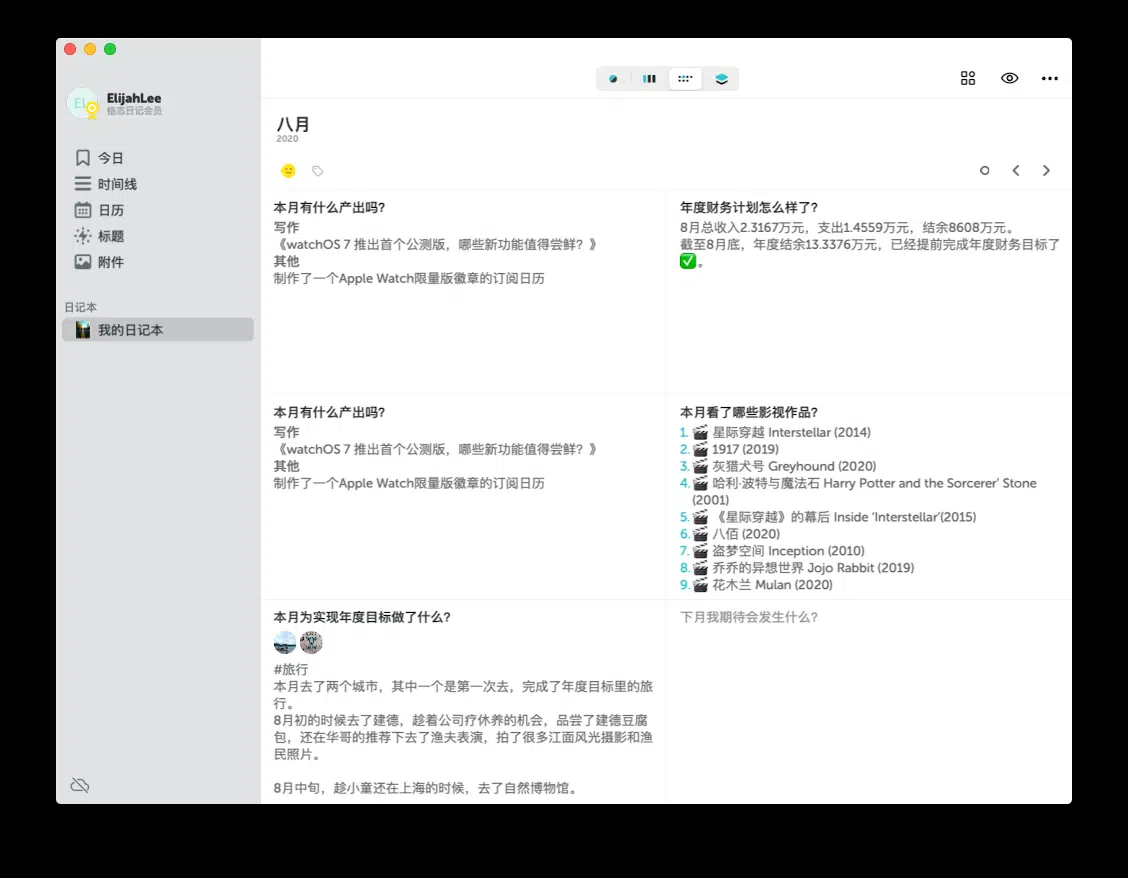 EL
ElijahLee
格志日记会员
今日
时间线
日历
标题
附件
日记本
我的日记本
八月
2020
本月有什么产出吗?
写作
《watchOS 7 推出首个公测版，哪些新功能值得尝鲜？》
其他
制作了一个Apple Watch限量版徽章的订阅日历
年度财务计划怎么样了?
8月总收入2.3167万元，支出1.4559万元，结余8608万元。
截至8月底，年度结余13.3376万元，已经提前完成年度财务目标了
✅。
本月有什么产出吗?
写作
《watchOS 7 推出首个公测版，哪些新功能值得尝鲜？》
其他
制作了一个Apple Watch限量版徽章的订阅日历
本月看了哪些影视作品?
1. 🎬 星际穿越 Interstellar (2014)
2. 🎬 1917 (2019)
3. 🎬 灰猎犬号 Greyhound (2020)
4. 🎬 哈利·波特与魔法石 Harry Potter and the Sorcerer’ Stone
(2001)
5. 🎬 《星际穿越》的幕后 Inside ‘Interstellar’(2015)
6. 🎬 八佰 (2020)
7. 🎬 盗梦空间 Inception (2010)
8. 🎬 乔乔的异想世界 Jojo Rabbit (2019)
9. 🎬 花木兰 Mulan (2020)
本月为实现年度目标做了什么?
#旅行
本月去了两个城市，其中一个是第一次去，完成了年度目标里的旅
行。
8月初的时候去了建德，趁着公司疗休养的机会，品尝了建德豆腐
包，还在华哥的推荐下去了渔夫表演，拍了很多江面风光摄影和渔
民照片。
8月中旬，趁小童还在上海的时候，去了自然博物馆。
下月我期待会发生什么?